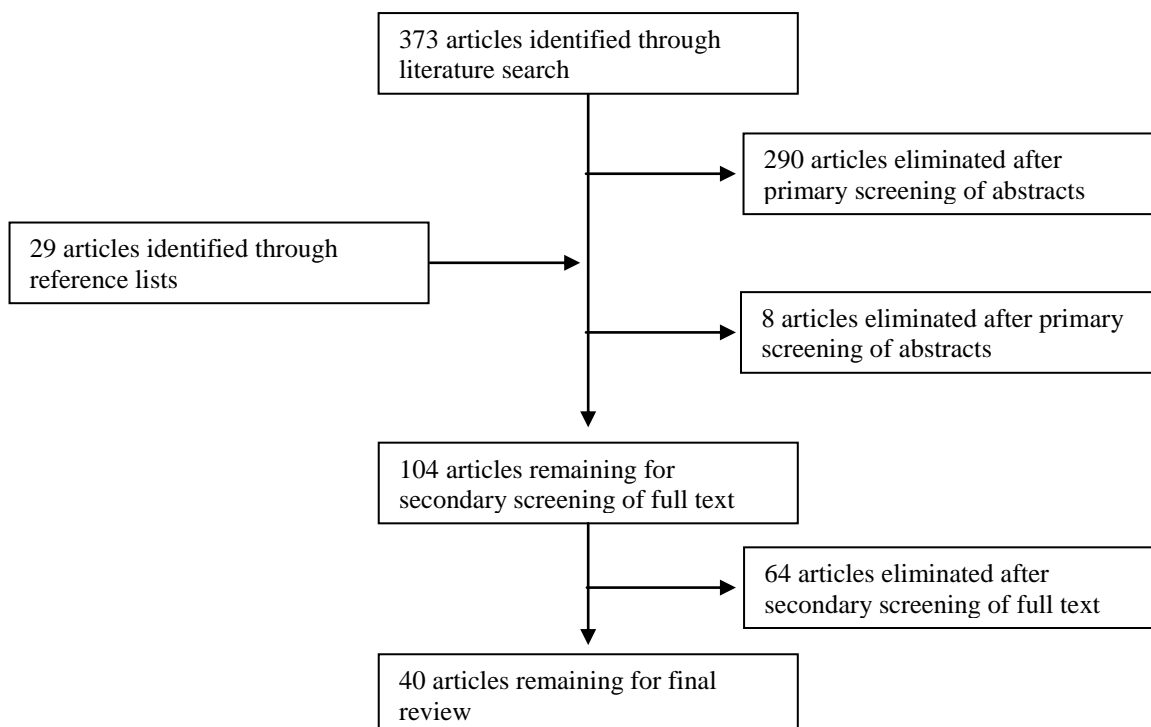 373 articles identified through
literature search
290 articles eliminated after
primary screening of abstracts
29 articles identified through
reference lists
8 articles eliminated after primary
screening of abstracts
104 articles remaining for
secondary screening of full text
64 articles eliminated after
secondary screening of full text
40 articles remaining for final
review